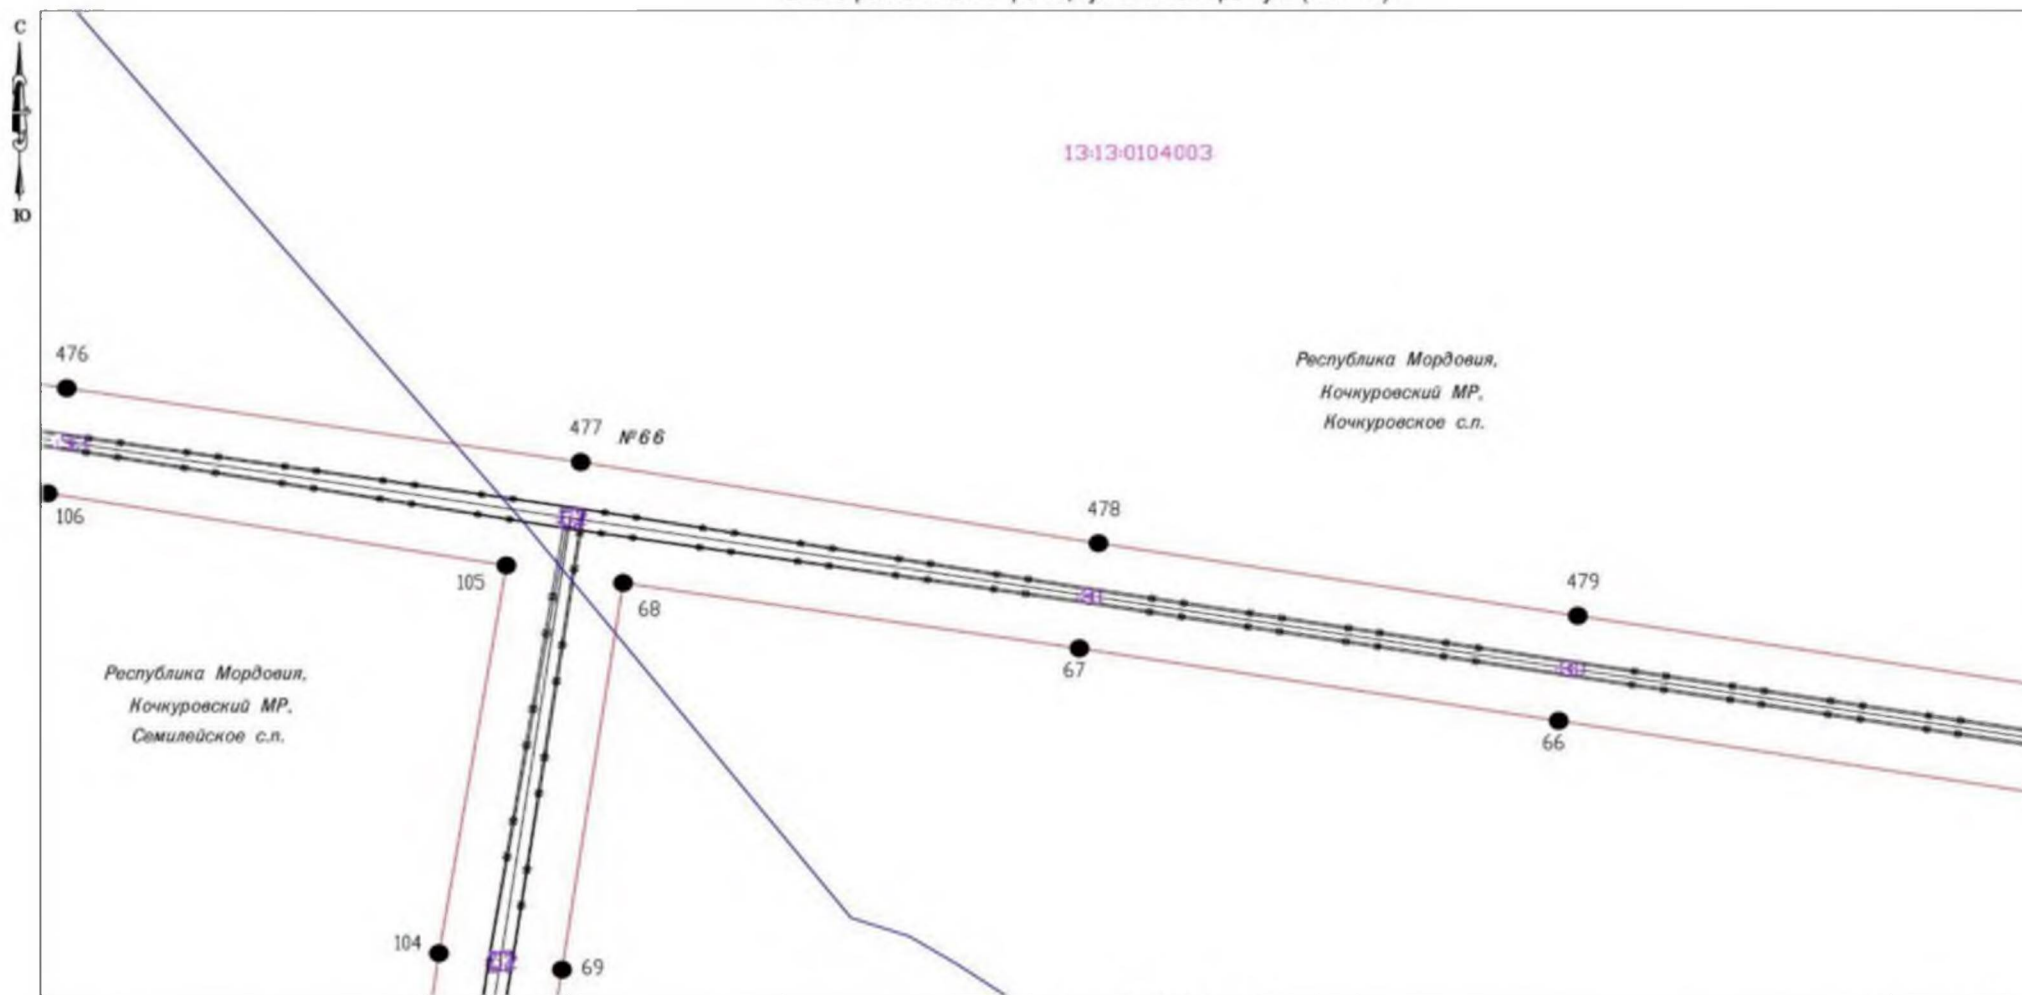 С
Ю
13:13:0104003
476
Республика Мордовия,
Кочкуровский МР,
Кочкуровское с.п.
477 №66
478
106
479
105
68
67
Республика Мордовия,
Кочкуровский МР,
Семилейское с.п.
66
104
69